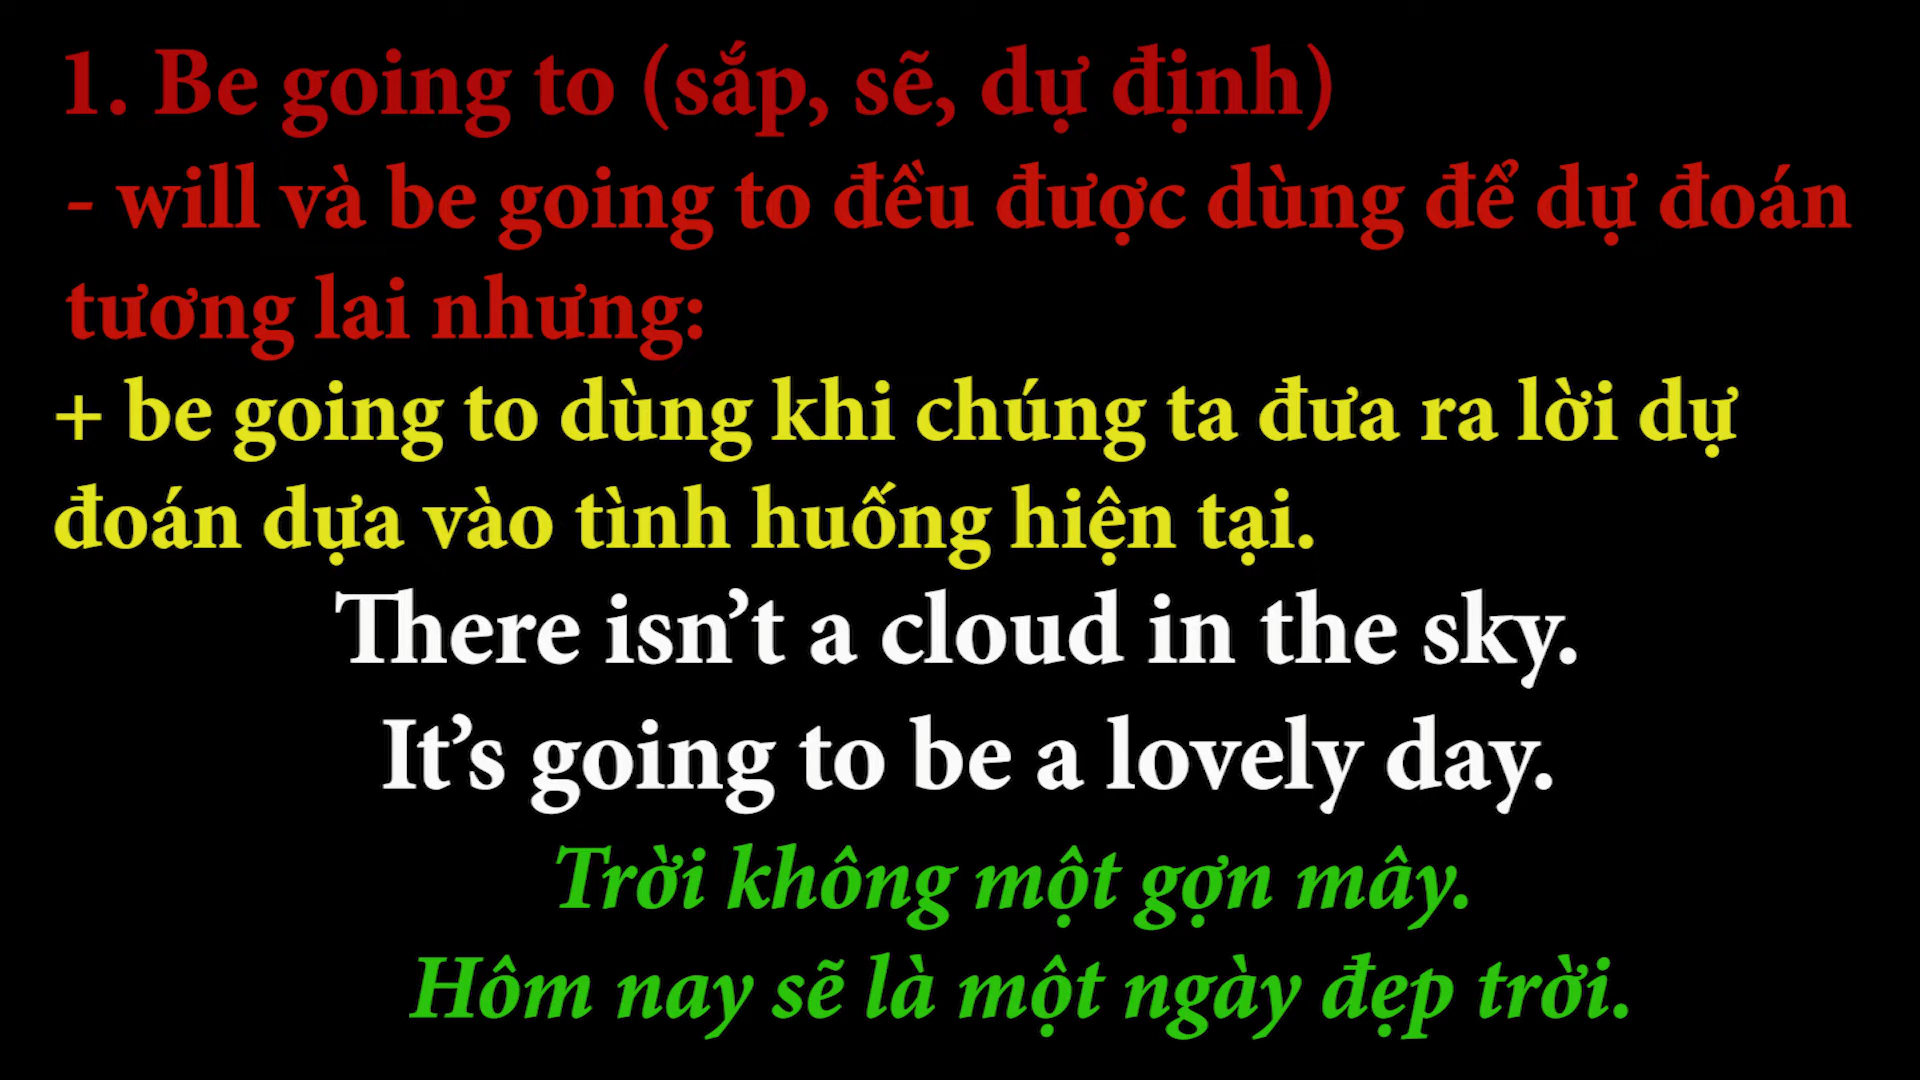 1. Be going to (sắp, sẽ, dự định)
- will và be going to đều được dùng để dự đoán
tương lai nhưng:
+ be going to dùng khi chúng ta đưa ra lời dự
đoán dựa vào tình huống hiện tại.
There isn’t a cloud in the sky.
It’s going to be a lovely day.
Trời không một gợn mây.
Hôm nay sẽ là một ngày đẹp trời.